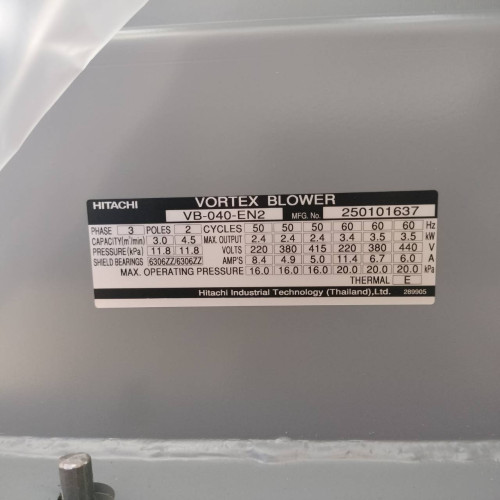 HITACHI VORTEX BLOWER
VB-040-EN2 MFG. No. 250101637
PHASE 3 POLES 2 CYCLES 50 50 50 60 60 60 Hz
CAPACITY(m³/min) 3.0 4.5 MAX. OUTPUT 2.4 2.4 2.4 3.4 3.5 3.5 kW
PRESSURE(kPa) 11.8 11.8 VOLTS 220 380 415 220 380 440 V
SHIELD BEARINGS 6306ZZ/6306ZZ AMP'S 8.4 4.9 5.0 11.4 6.7 6.0 A
MAX. OPERATING PRESSURE 16.0 16.0 16.0 20.0 20.0 20.0 kPa
THERMAL E
Hitachi Industrial Technology (Thailand),Ltd. 289905